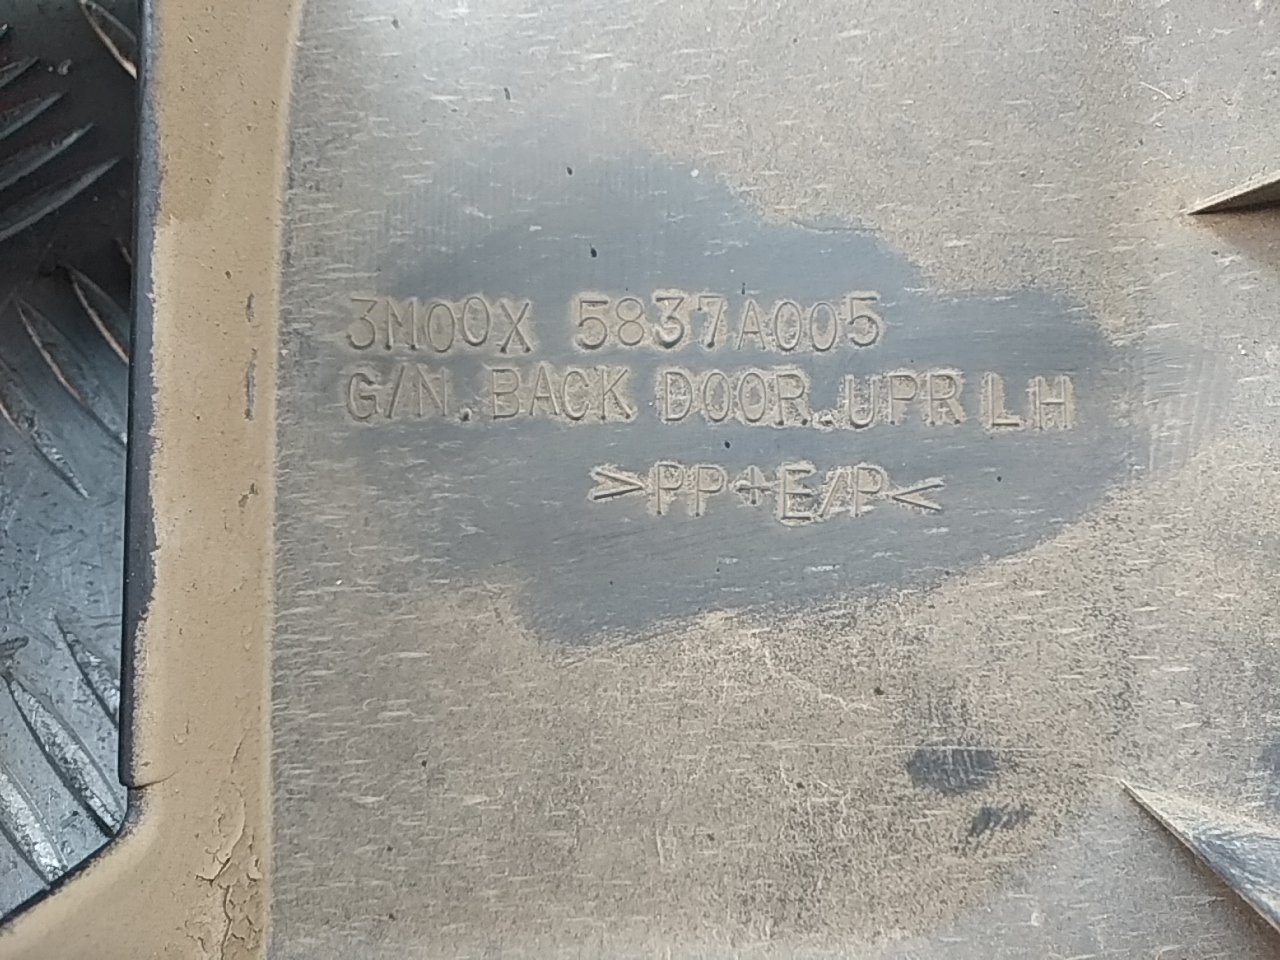 3M00X 5837A005
G/N. BACK DOOR. UPR LH
>PP+E/P<